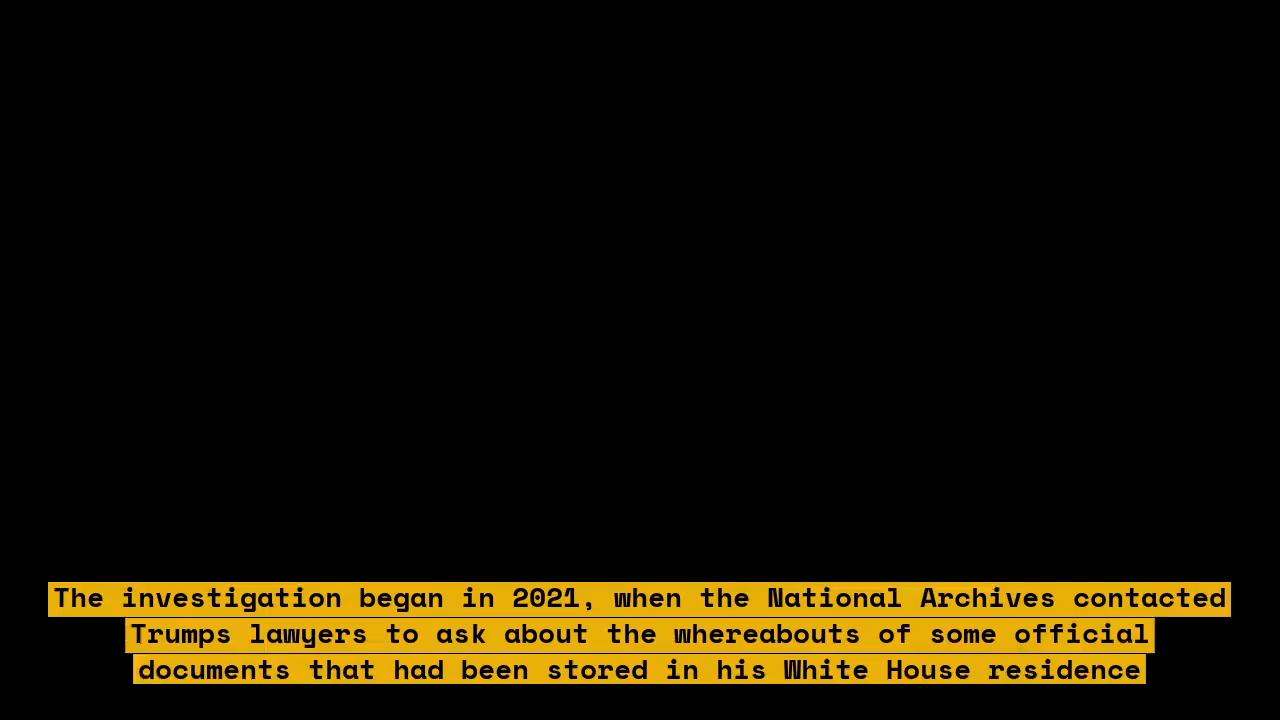 The investigation began in 2021, when the National Archives contacted
Trumps lawyers to ask about the whereabouts of some official
documents that had been stored in his White House residence